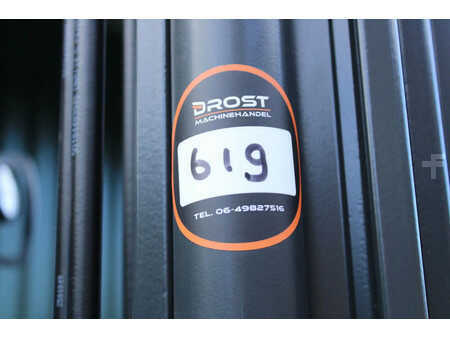 DROST
MACHINEHANDEL
619
TEL. 06-49827516